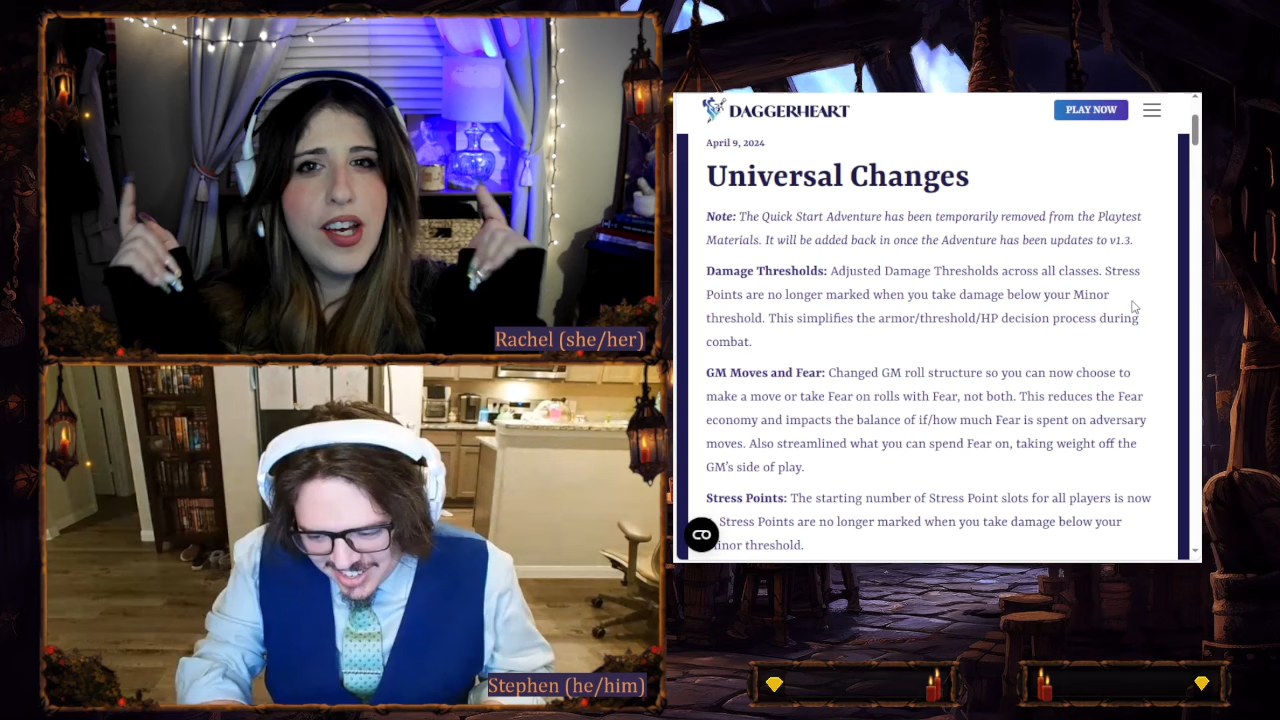 Rachel (she/her)
Stephen (he/him)
DAGGERHEART
PLAY NOW
April 9, 2024
Universal Changes
Note: The Quick Start Adventure has been temporarily removed from the Playtest
Materials. It will be added back in once the Adventure has been updates to v1.3.
Damage Thresholds: Adjusted Damage Thresholds across all classes. Stress
Points are no longer marked when you take damage below your Minor
threshold. This simplifies the armor/threshold/HP decision process during
combat.
GM Moves and Fear: Changed GM roll structure so you can now choose to
make a move or take Fear on rolls with Fear, not both. This reduces the Fear
economy and impacts the balance of if/how much Fear is spent on adversary
moves. Also streamlined what you can spend Fear on, taking weight off the
GM's side of play.
Stress Points: The starting number of Stress Point slots for all players is now
Stress Points are no longer marked when you take damage below your
inor threshold.